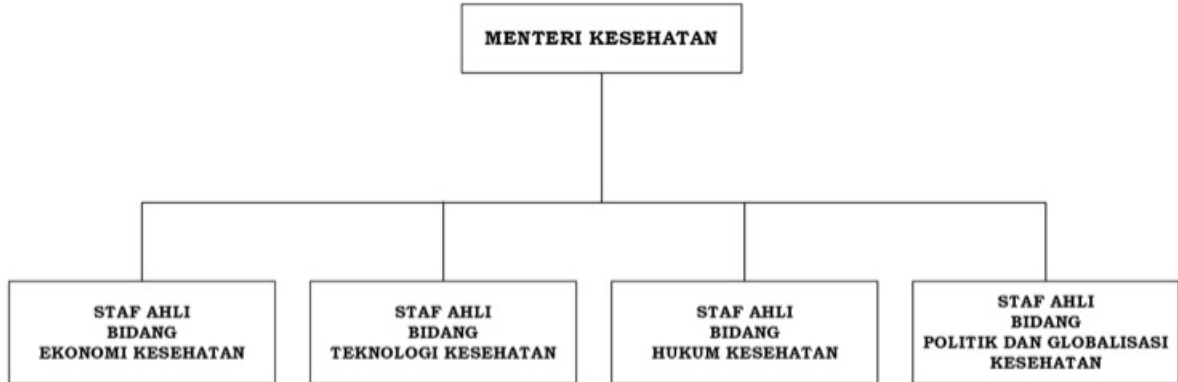 MENTERI KESEHATAN
STAF AHLI
BIDANG
EKONOMI KESEHATAN
STAF AHLI
BIDANG
TEKNOLOGI KESEHATAN
STAF AHLI
BIDANG
HUKUM KESEHATAN
STAF AHLI
BIDANG
POLITIK DAN GLOBALISASI
KESEHATAN